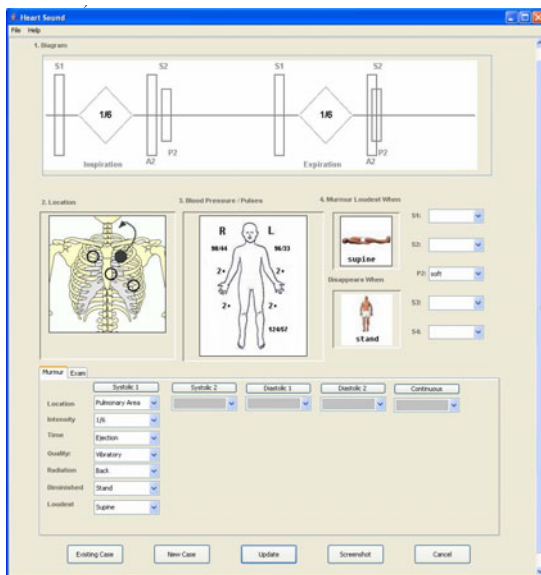 Heart Sound
File Help
1. Diagram
S1 S2 S1 S2
1/6 1/6
P2 P2
Inspiration A2 Expiration A2
2. Location 3. Blood Pressure / Pulses 4. Murmur Loudest When
R L
98/44 96/33
2+ 2+
2+ 2+
124/57
supine
Disappears When
stand
S1:
S2:
P2: soft
S3:
S4:
Murmur Exam
Systolic 1 Systolic 2 Diastolic 1 Diastolic 2 Continuous
Location Pulmonary Area
Intensity 1/6
Time Ejection
Quality: Vibratory
Radiation Back
Diminished Stand
Loudest Supine
Existing Case New Case Update Screenshot Cancel